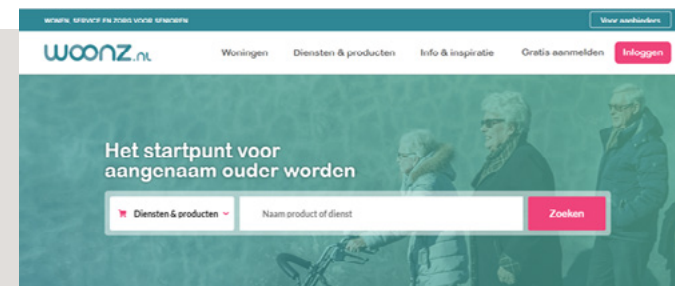 WONEN, SERVICE EN ZORG VOOR SENIOREN
Voor aanbieders
WOONZ.NL
Woningen
Diensten & producten
Info & inspiratie
Gratis aanmelden
Inloggen
Het startpunt voor
aangenaam ouder worden
Diensten & producten
Naam product of dienst
Zoeken